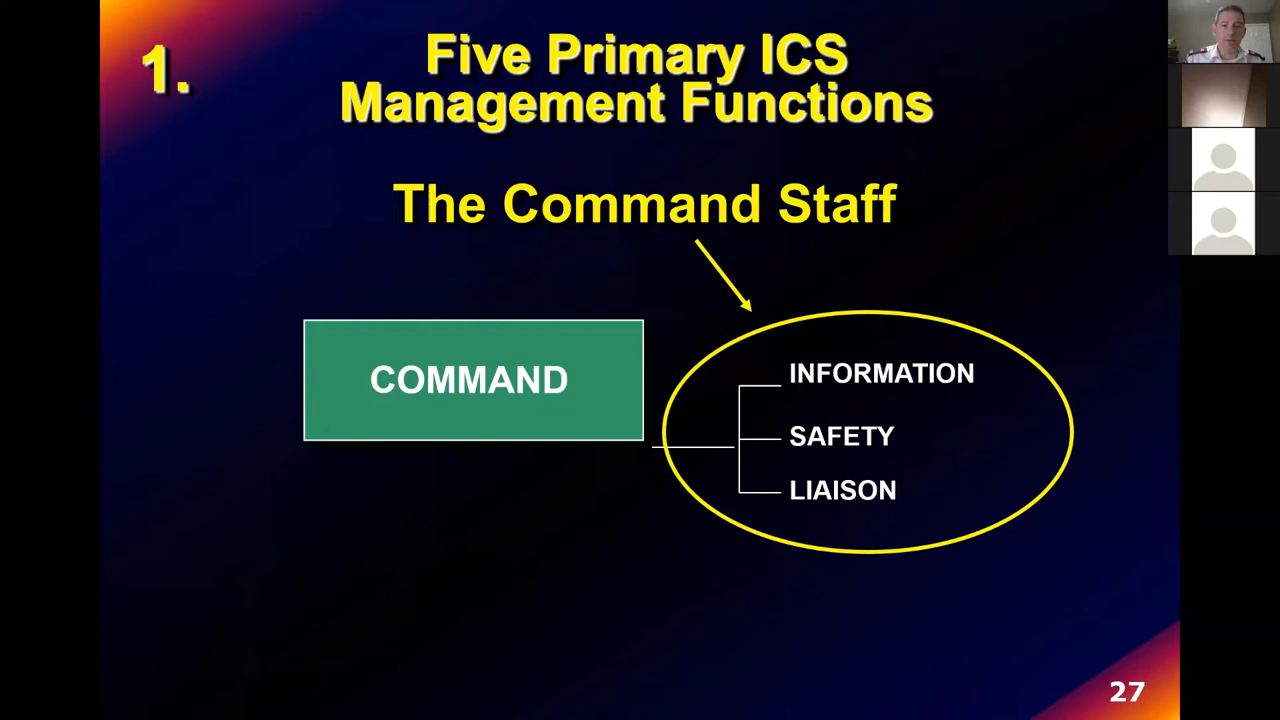 1.
Five Primary ICS
Management Functions
The Command Staff
COMMAND
INFORMATION
SAFETY
LIAISON
27